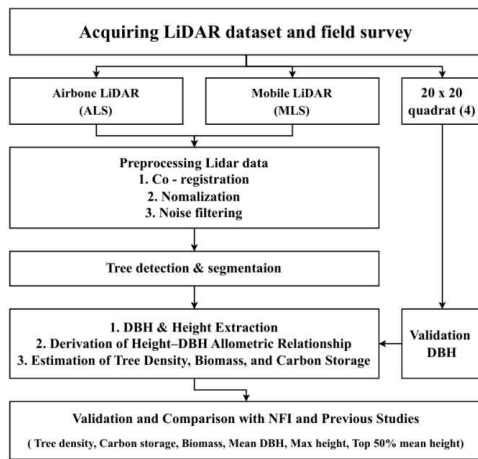 Acquiring LiDAR dataset and field survey
Airbone LiDAR
(ALS)
Mobile LiDAR
(MLS)
20 x 20
quadrat (4)
Preprocessing Lidar data
1. Co - registration
2. Nomalization
3. Noise filtering
Tree detection & segmentaion
1. DBH & Height Extraction
2. Derivation of Height–DBH Allometric Relationship
3. Estimation of Tree Density, Biomass, and Carbon Storage
Validation
DBH
Validation and Comparison with NFI and Previous Studies
( Tree density, Carbon storage, Biomass, Mean DBH, Max height, Top 50% mean height)